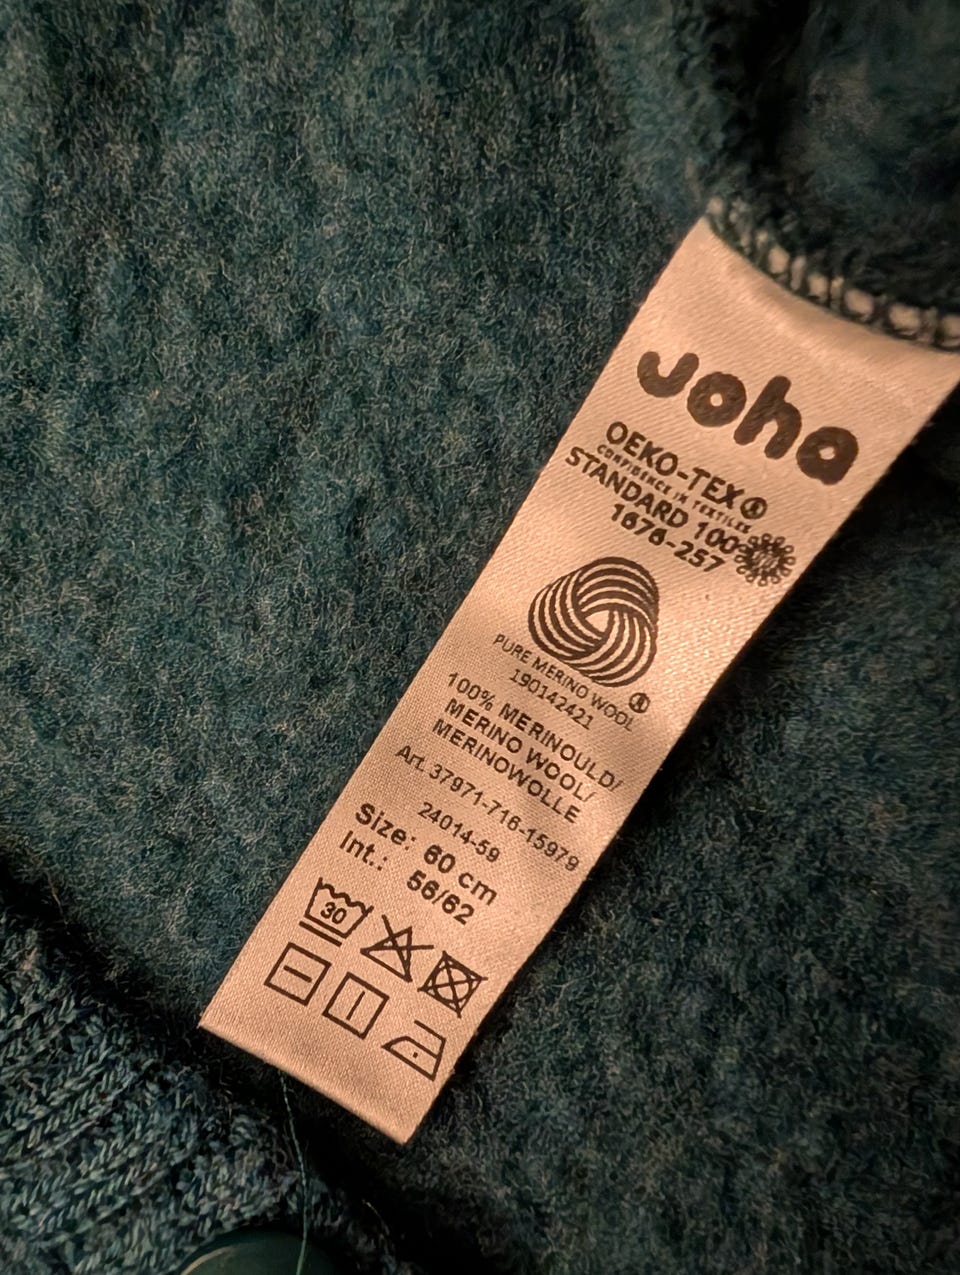 Joha
OEKO-TEX®
CONFIDENCE IN TEXTILES
STANDARD 100
1676-257
PURE MERINO WOOL ®
190142421
100% MERINOULD/
MERINO WOOL/
MERINOWOLLE
Art. 37971-716-15979
24014-59
Size: 60 cm
Int.: 56/62
30